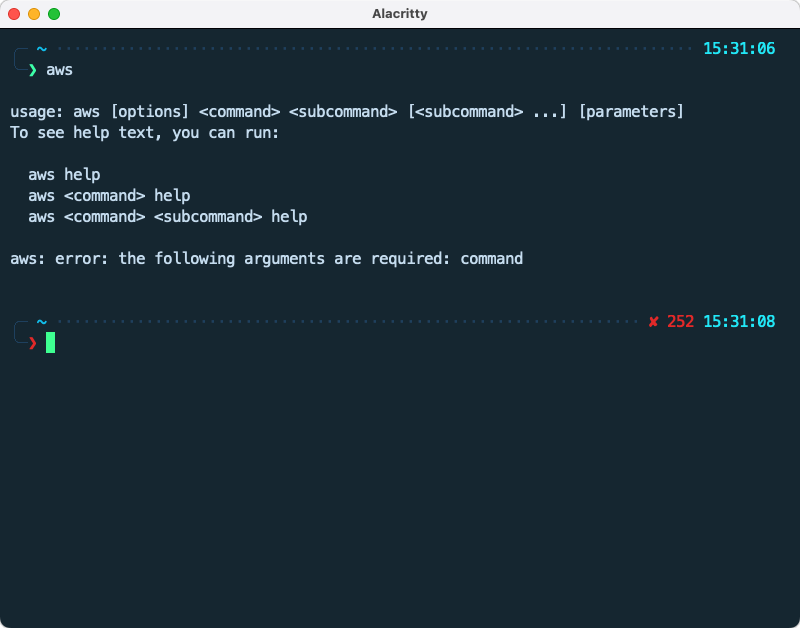 Alacritty
~ 15:31:06
❯ aws
usage: aws [options] <command> <subcommand> [<subcommand> ...] [parameters]
To see help text, you can run:
aws help
aws <command> help
aws <command> <subcommand> help
aws: error: the following arguments are required: command
~ ✘ 252 15:31:08
❯